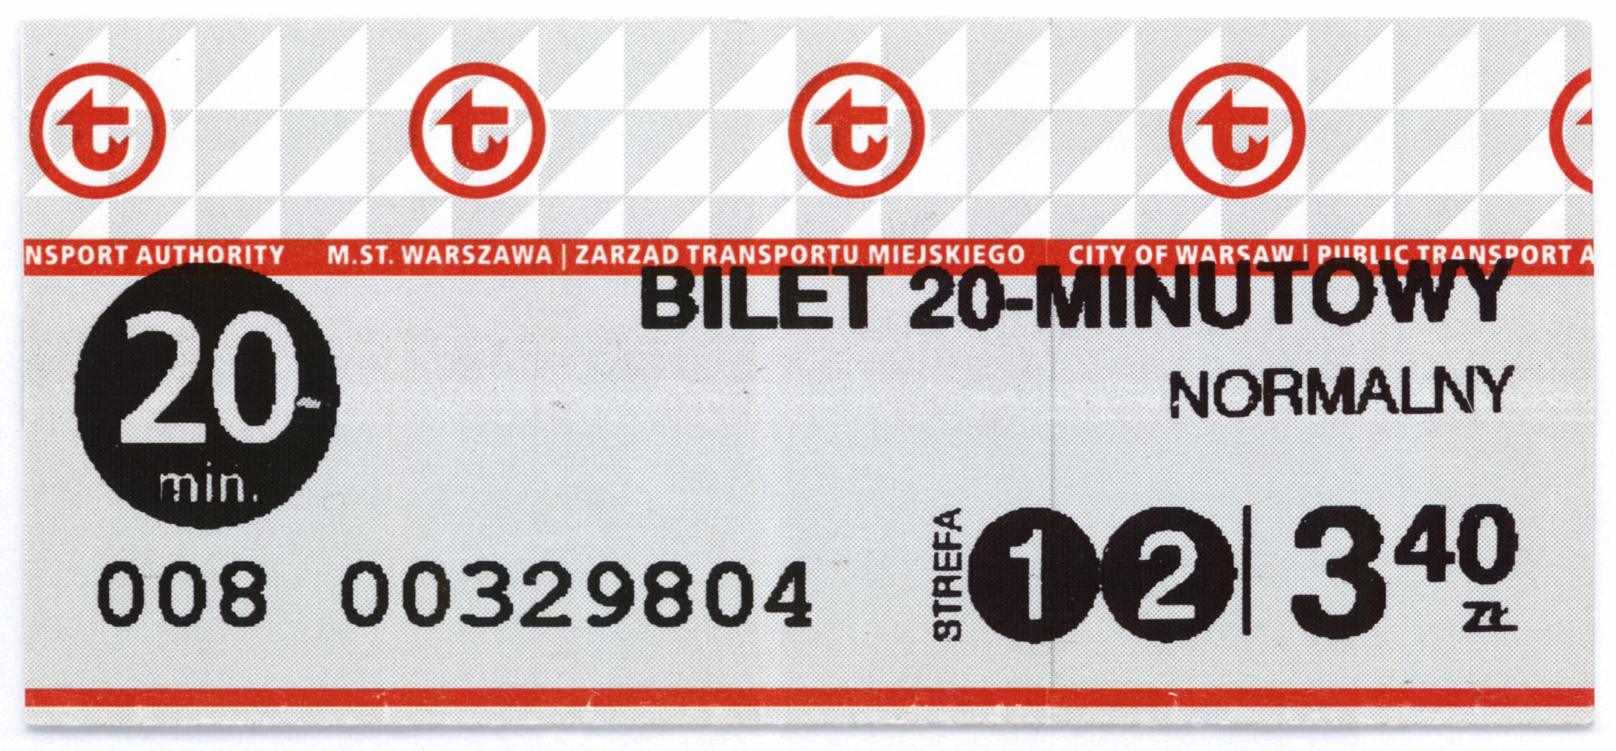 NSPORT AUTHORITY M.ST. WARSZAWA | ZARZĄD TRANSPORTU MIEJSKIEGO CITY OF WARSAW | PUBLIC TRANSPORT A
BILET 20-MINUTOWY
NORMALNY
20
min.
008 00329804
STREFA 1 2 | 3 40 zł